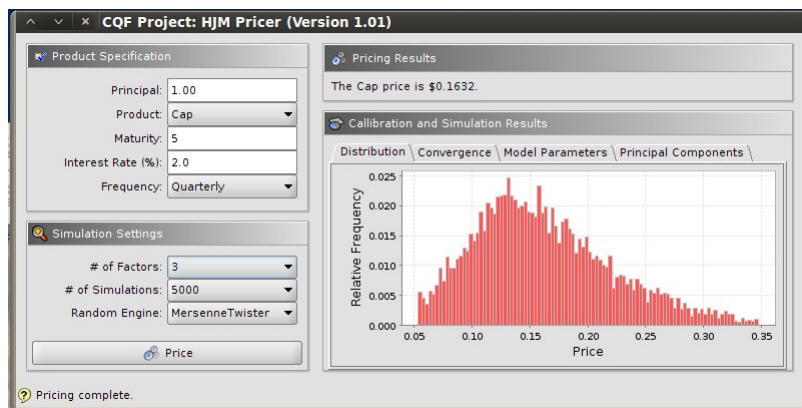 CQF Project: HJM Pricer (Version 1.01)
Product Specification
Principal: 1.00
Product: Cap
Maturity: 5
Interest Rate (%): 2.0
Frequency: Quarterly
Simulation Settings
# of Factors: 3
# of Simulations: 5000
Random Engine: MersenneTwister
Price
Pricing Results
The Cap price is $0.1632.
Callibration and Simulation Results
Distribution Convergence Model Parameters Principal Components
Relative Frequency
0.025
0.020
0.015
0.010
0.005
0.000
0.05 0.10 0.15 0.20 0.25 0.30 0.35
Price
Pricing complete.